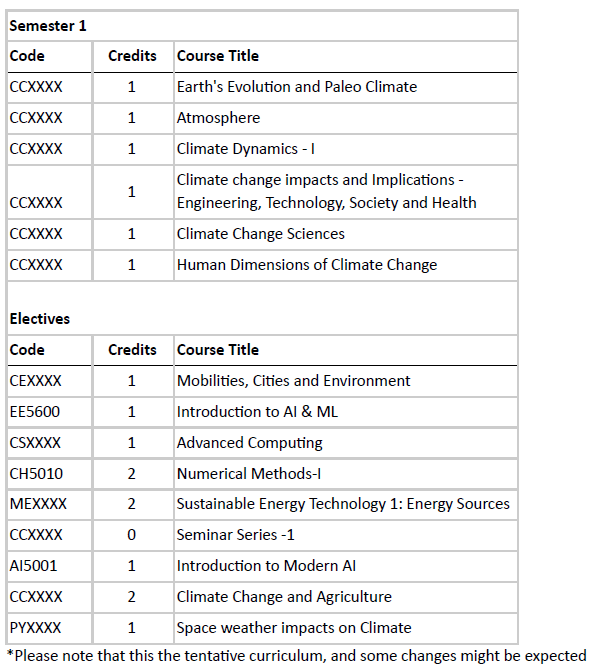 Semester 1
Code Credits Course Title
CCXXXX 1 Earth's Evolution and Paleo Climate
CCXXXX 1 Atmosphere
CCXXXX 1 Climate Dynamics - I
CCXXXX 1 Climate change impacts and Implications -
Engineering, Technology, Society and Health
CCXXXX 1 Climate Change Sciences
CCXXXX 1 Human Dimensions of Climate Change
Electives
Code Credits Course Title
CEXXXX 1 Mobilities, Cities and Environment
EE5600 1 Introduction to AI & ML
CSXXXX 1 Advanced Computing
CH5010 2 Numerical Methods-I
MEXXXX 2 Sustainable Energy Technology 1: Energy Sources
CCXXXX 0 Seminar Series -1
AI5001 1 Introduction to Modern AI
CCXXXX 2 Climate Change and Agriculture
PYXXXX 1 Space weather impacts on Climate
*Please note that this the tentative curriculum, and some changes might be expected